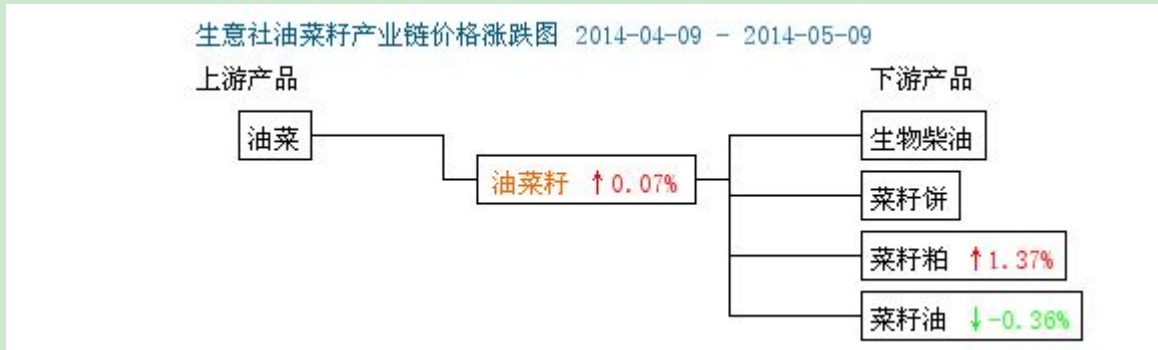 生意社油菜籽产业链价格涨跌图 2014-04-09 - 2014-05-09
上游产品
下游产品
油菜
生物柴油
油菜籽 ↑0.07%
菜籽饼
菜籽粕 ↑1.37%
菜籽油 ↓-0.36%